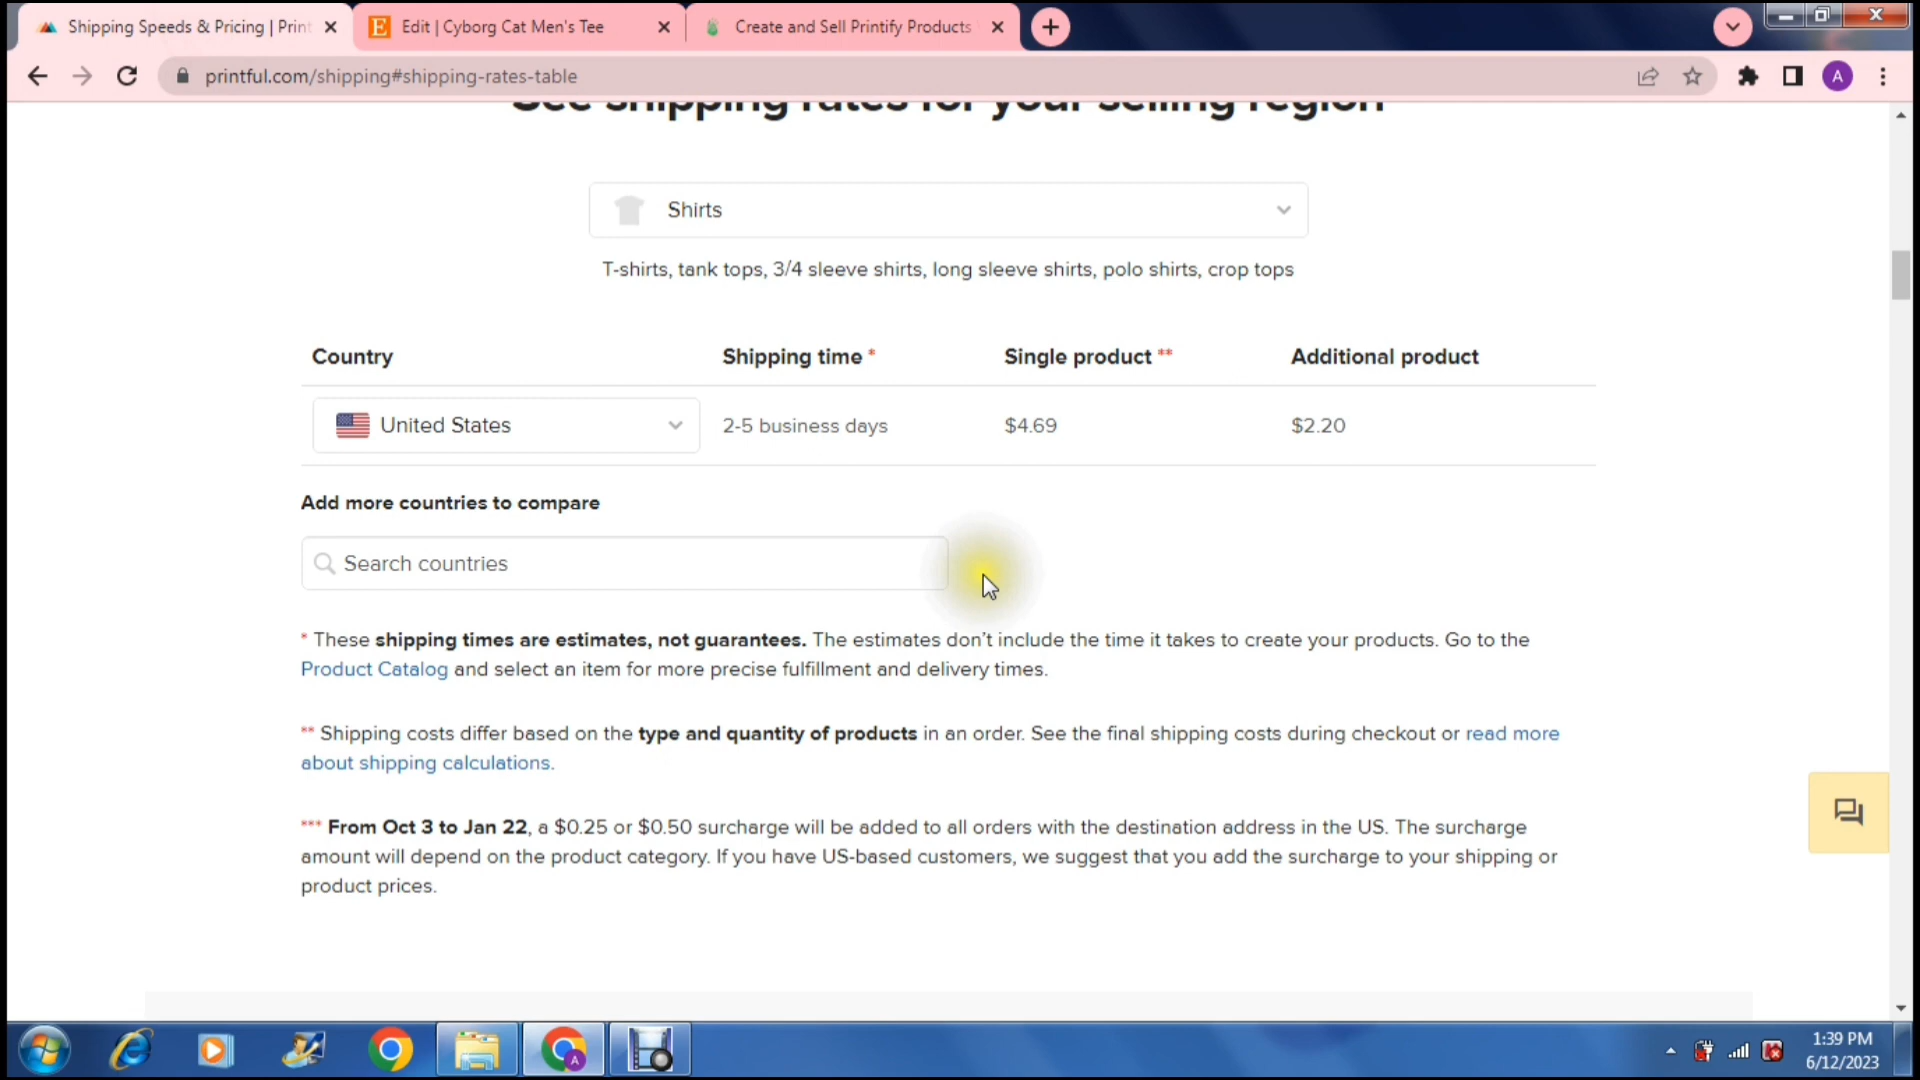 Shipping Speeds & Pricing | Print
Edit | Cyborg Cat Men's Tee
Create and Sell Printify Products
printful.com/shipping#shipping-rates-table
A
See shipping rates for your selling region
Shirts
T-shirts, tank tops, 3/4 sleeve shirts, long sleeve shirts, polo shirts, crop tops
Country Shipping time * Single product ** Additional product
United States 2-5 business days $4.69 $2.20
Add more countries to compare
Search countries
* These shipping times are estimates, not guarantees. The estimates don't include the time it takes to create your products. Go to the
Product Catalog and select an item for more precise fulfillment and delivery times.
** Shipping costs differ based on the type and quantity of products in an order. See the final shipping costs during checkout or read more
about shipping calculations.
*** From Oct 3 to Jan 22, a $0.25 or $0.50 surcharge will be added to all orders with the destination address in the US. The surcharge
amount will depend on the product category. If you have US-based customers, we suggest that you add the surcharge to your shipping or
product prices.
1:39 PM
6/12/2023